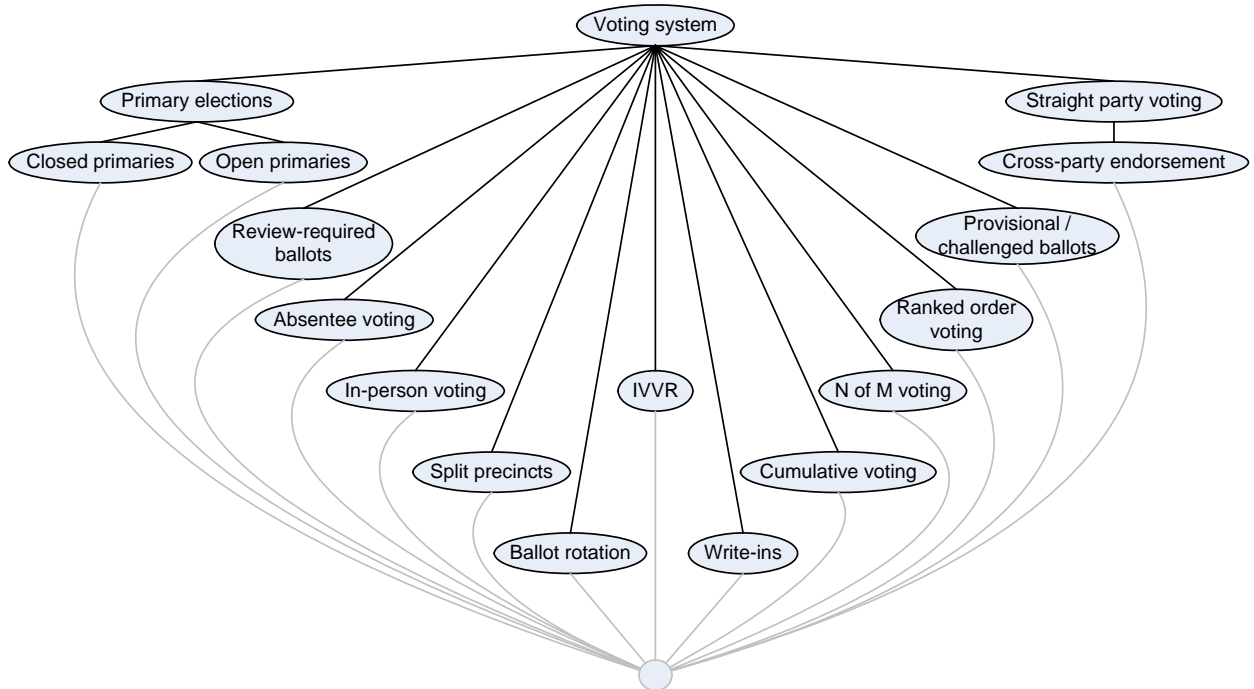 Voting system
Primary elections
Straight party voting
Closed primaries
Open primaries
Cross-party endorsement
Review-required
ballots
Provisional /
challenged ballots
Absentee voting
Ranked order
voting
In-person voting
IVVR
N of M voting
Split precincts
Cumulative voting
Ballot rotation
Write-ins